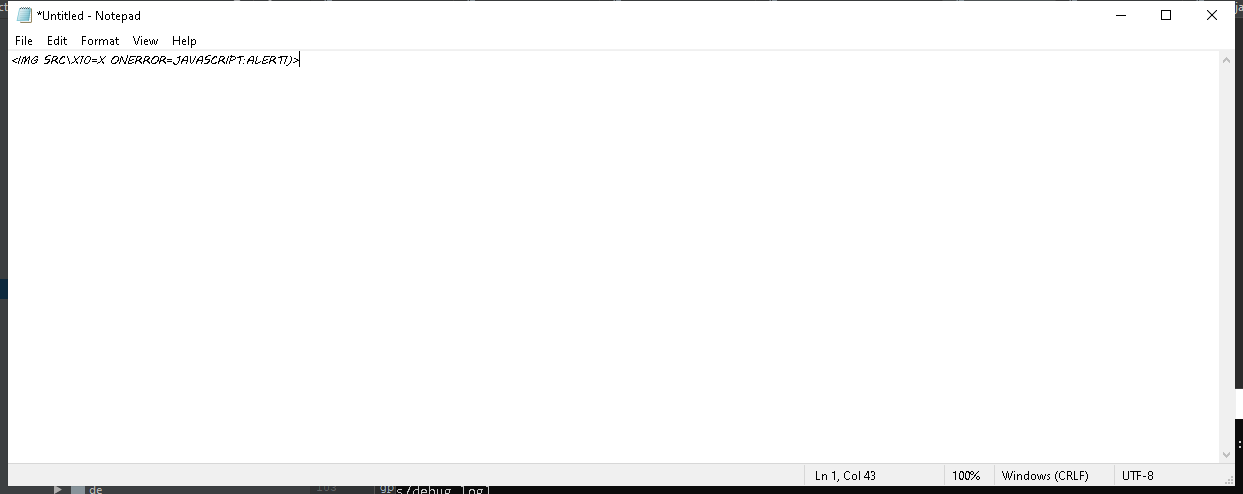 *Untitled - Notepad
File Edit Format View Help
<IMG SRC\X10=X ONERROR=JAVASCRIPT:ALERT1)>
Ln 1, Col 43 100% Windows (CRLF) UTF-8
de 103 s/debug.log]